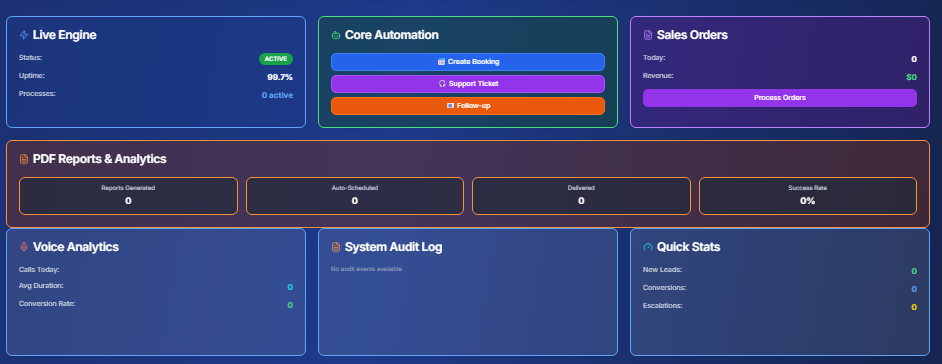 Live Engine
Status: ACTIVE
Uptime: 99.7%
Processes: 0 active
Core Automation
Create Booking
Support Ticket
Follow-up
Sales Orders
Today: 0
Revenue: $0
Process Orders
PDF Reports & Analytics
Reports Generated
0
Auto-Scheduled
0
Delivered
0
Success Rate
0%
Voice Analytics
Calls Today:
Avg Duration: 0
Conversion Rate: 0
System Audit Log
No audit events available
Quick Stats
New Leads: 0
Conversions: 0
Escalations: 0